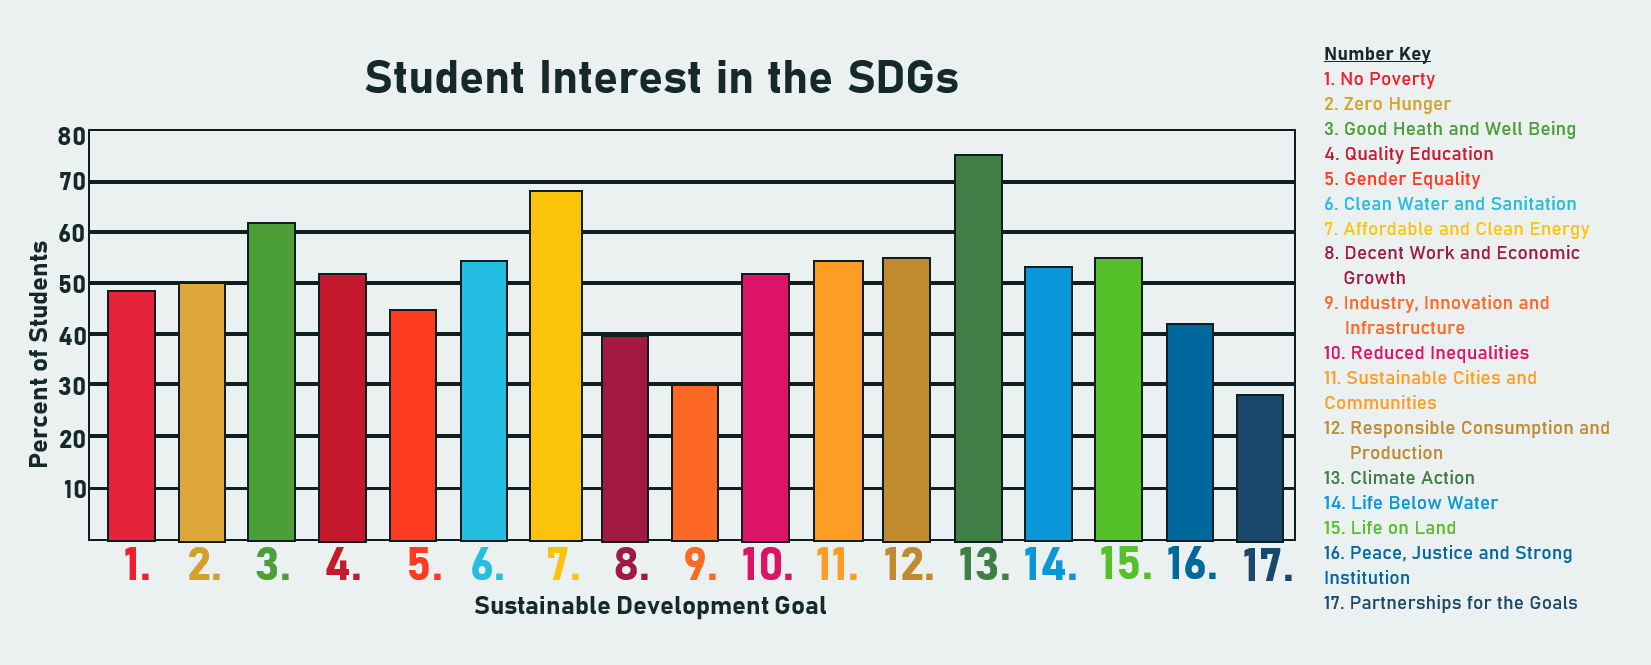 Student Interest in the SDGs
80
70
60
50
40
30
20
10
Percent of Students
1. 2. 3. 4. 5. 6. 7. 8. 9. 10. 11. 12. 13. 14. 15. 16. 17.
Sustainable Development Goal
Number Key
1. No Poverty
2. Zero Hunger
3. Good Heath and Well Being
4. Quality Education
5. Gender Equality
6. Clean Water and Sanitation
7. Affordable and Clean Energy
8. Decent Work and Economic
Growth
9. Industry, Innovation and
Infrastructure
10. Reduced Inequalities
11. Sustainable Cities and
Communities
12. Responsible Consumption and
Production
13. Climate Action
14. Life Below Water
15. Life on Land
16. Peace, Justice and Strong
Institution
17. Partnerships for the Goals